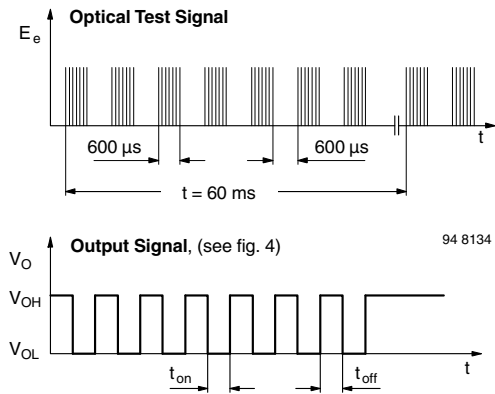 Optical Test Signal
E e
600 µs
600 µs
t
t = 60 ms
Output Signal, (see fig. 4)
94 8134
V O
V OH
V OL
t on
t off
t